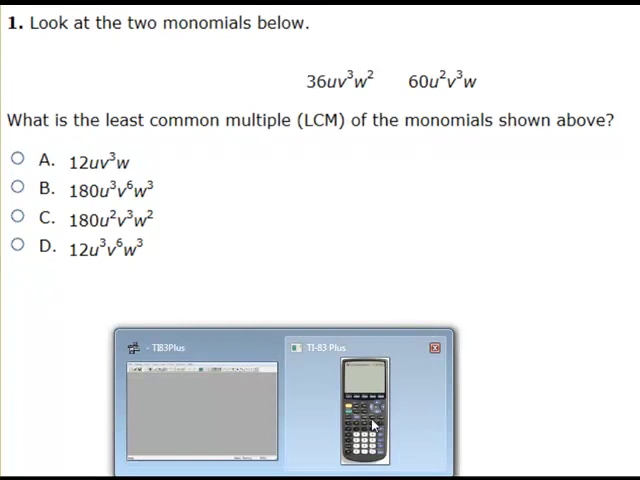 1. Look at the two monomials below.
36uv³w² 60u²v³w
What is the least common multiple (LCM) of the monomials shown above?
A. 12uv³w
B. 180u³v⁶w³
C. 180u²v³w²
D. 12u³v⁶w³
- TI83Plus
TI-83 Plus